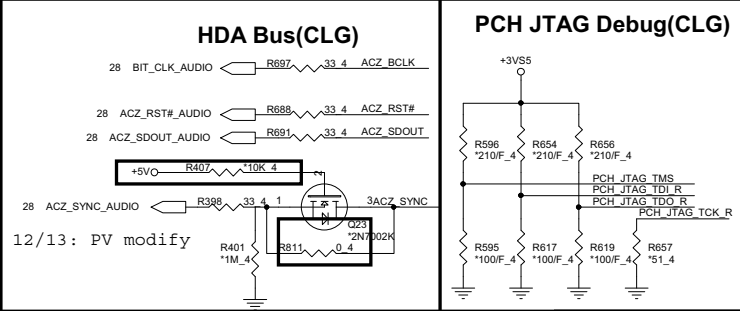 HDA Bus(CLG)
28 BIT_CLK_AUDIO R697 33_4 ACZ_BCLK
28 ACZ_RST#_AUDIO R688 33_4 ACZ_RST#
28 ACZ_SDOUT_AUDIO R691 33_4 ACZ_SDOUT
+5V R407 *10K_4 2
28 ACZ_SYNC_AUDIO R398 33_4 1 3 ACZ_SYNC
Q23
*2N7002K
12/13: PV modify
R401
*1M_4
R811 0_4
PCH JTAG Debug(CLG)
+3VS5
R596
*210/F_4
R654
*210/F_4
R656
*210/F_4
PCH_JTAG_TMS
PCH_JTAG_TDI_R
PCH_JTAG_TDO_R
PCH_JTAG_TCK_R
R595
*100/F_4
R617
*100/F_4
R619
*100/F_4
R657
*51_4